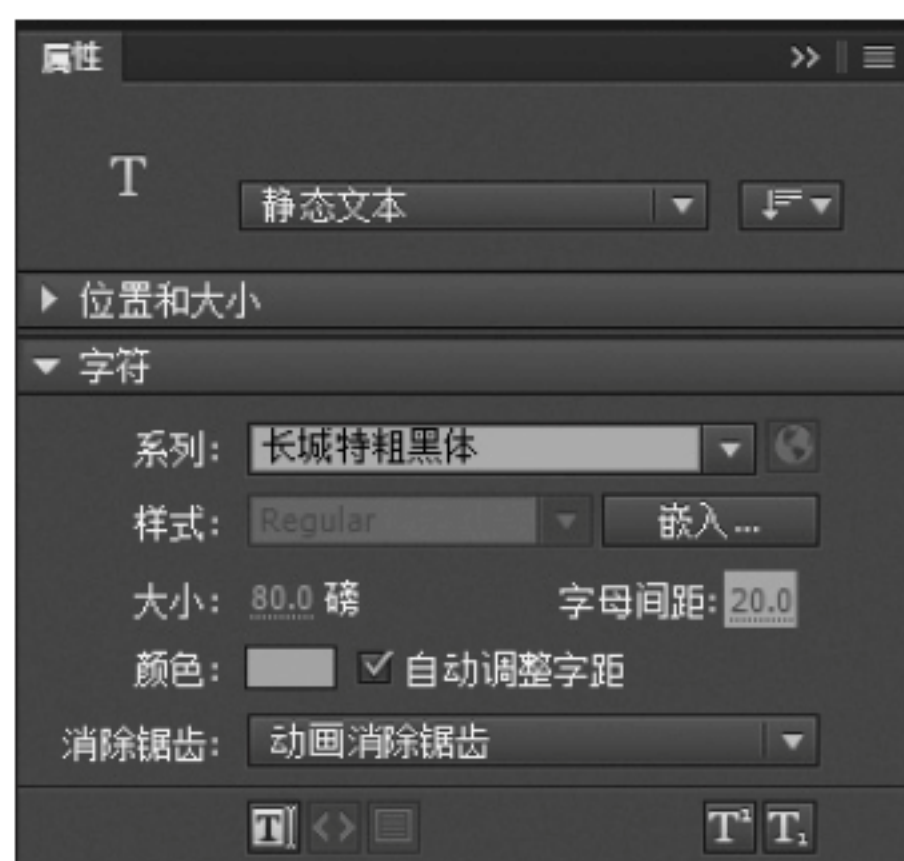 属性
T
静态文本
位置和大小
字符
系列: 长城特粗黑体
样式: Regular 嵌入...
大小: 80.0 磅 字母间距: 20.0
颜色: 自动调整字距
消除锯齿: 动画消除锯齿
T <> T¹ T₁